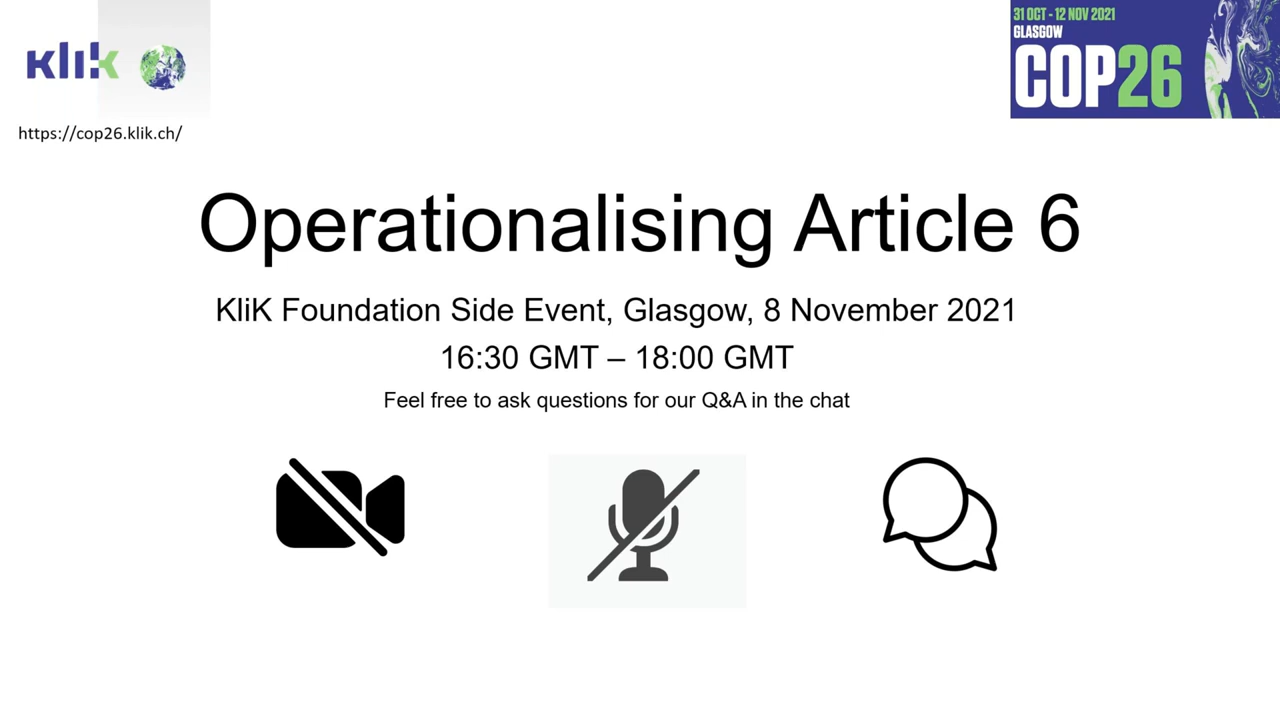 KliK
https://cop26.klik.ch/
31 OCT - 12 NOV 2021
GLASGOW
COP26
Operationalising Article 6
KliK Foundation Side Event, Glasgow, 8 November 2021
16:30 GMT – 18:00 GMT
Feel free to ask questions for our Q&A in the chat